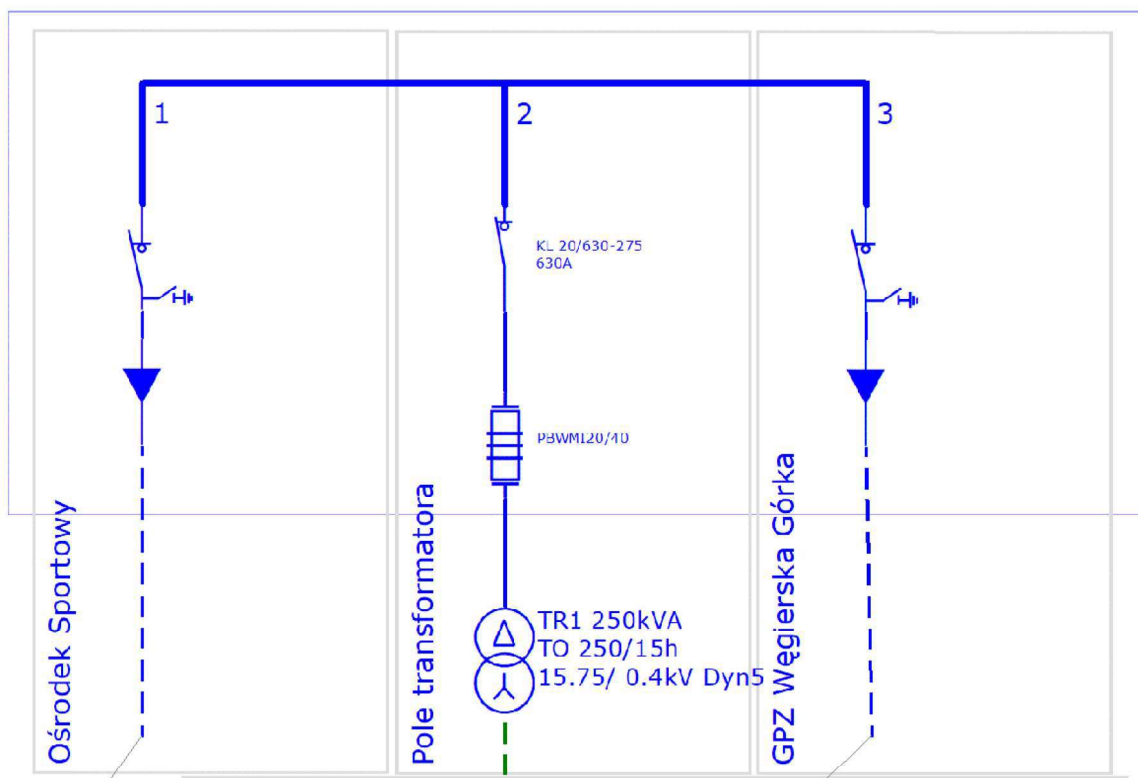 1
2
3
KL 20/630-275
630A
PBWMI20/40
Ośrodek Sportowy
Pole transformatora
GPZ Węgierska Górka
TR1 250kVA
TO 250/15h
15.75/ 0.4kV Dyn5